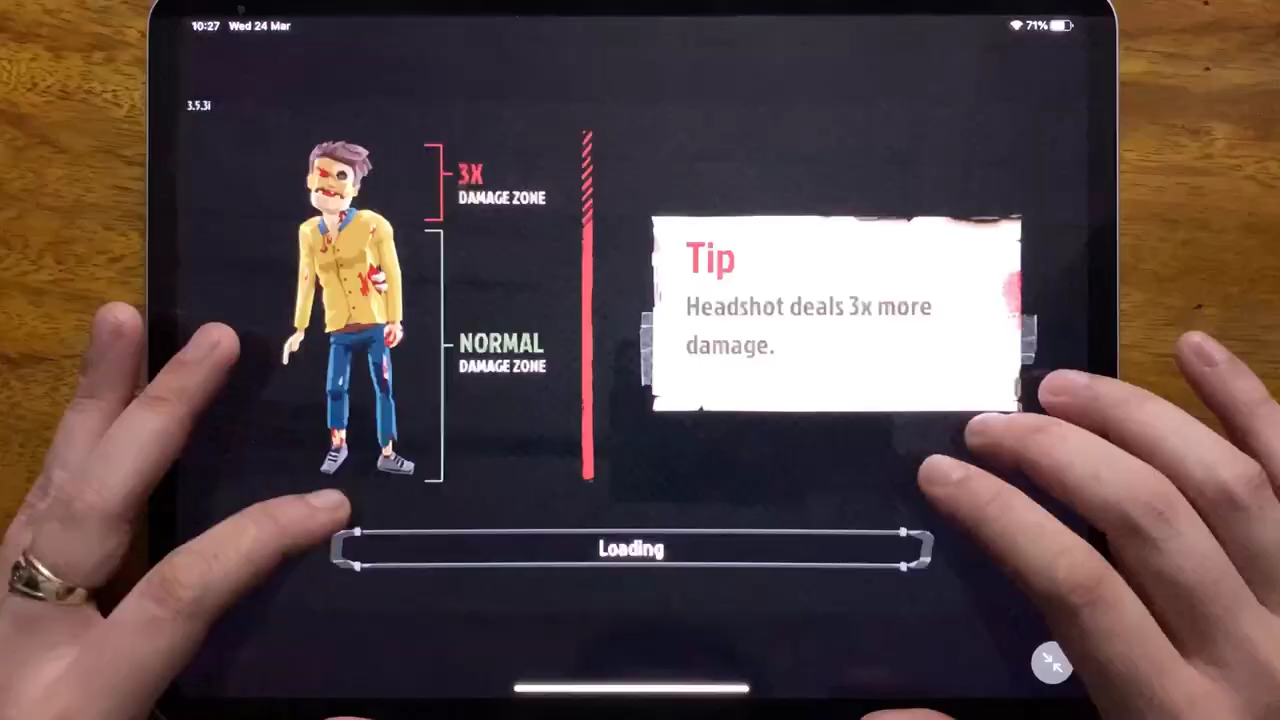 10:27 Wed 24 Mar
71%
3.5.3i
3X
DAMAGE ZONE
NORMAL
DAMAGE ZONE
Tip
Headshot deals 3x more
damage.
Loading